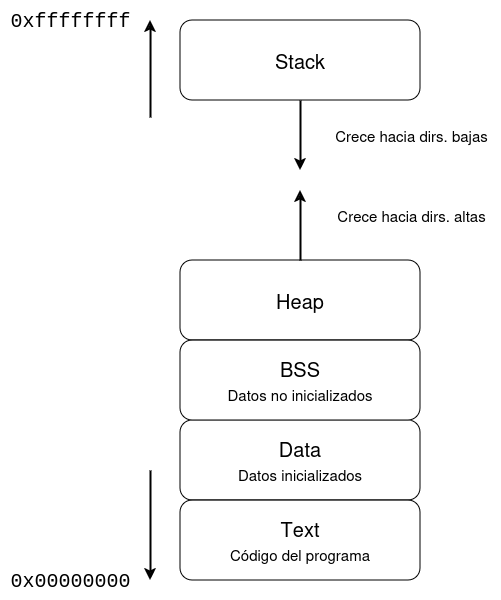 0xffffffff
Stack
Crece hacia dirs. bajas
Crece hacia dirs. altas
Heap
BSS
Datos no inicializados
Data
Datos inicializados
Text
Código del programa
0x00000000